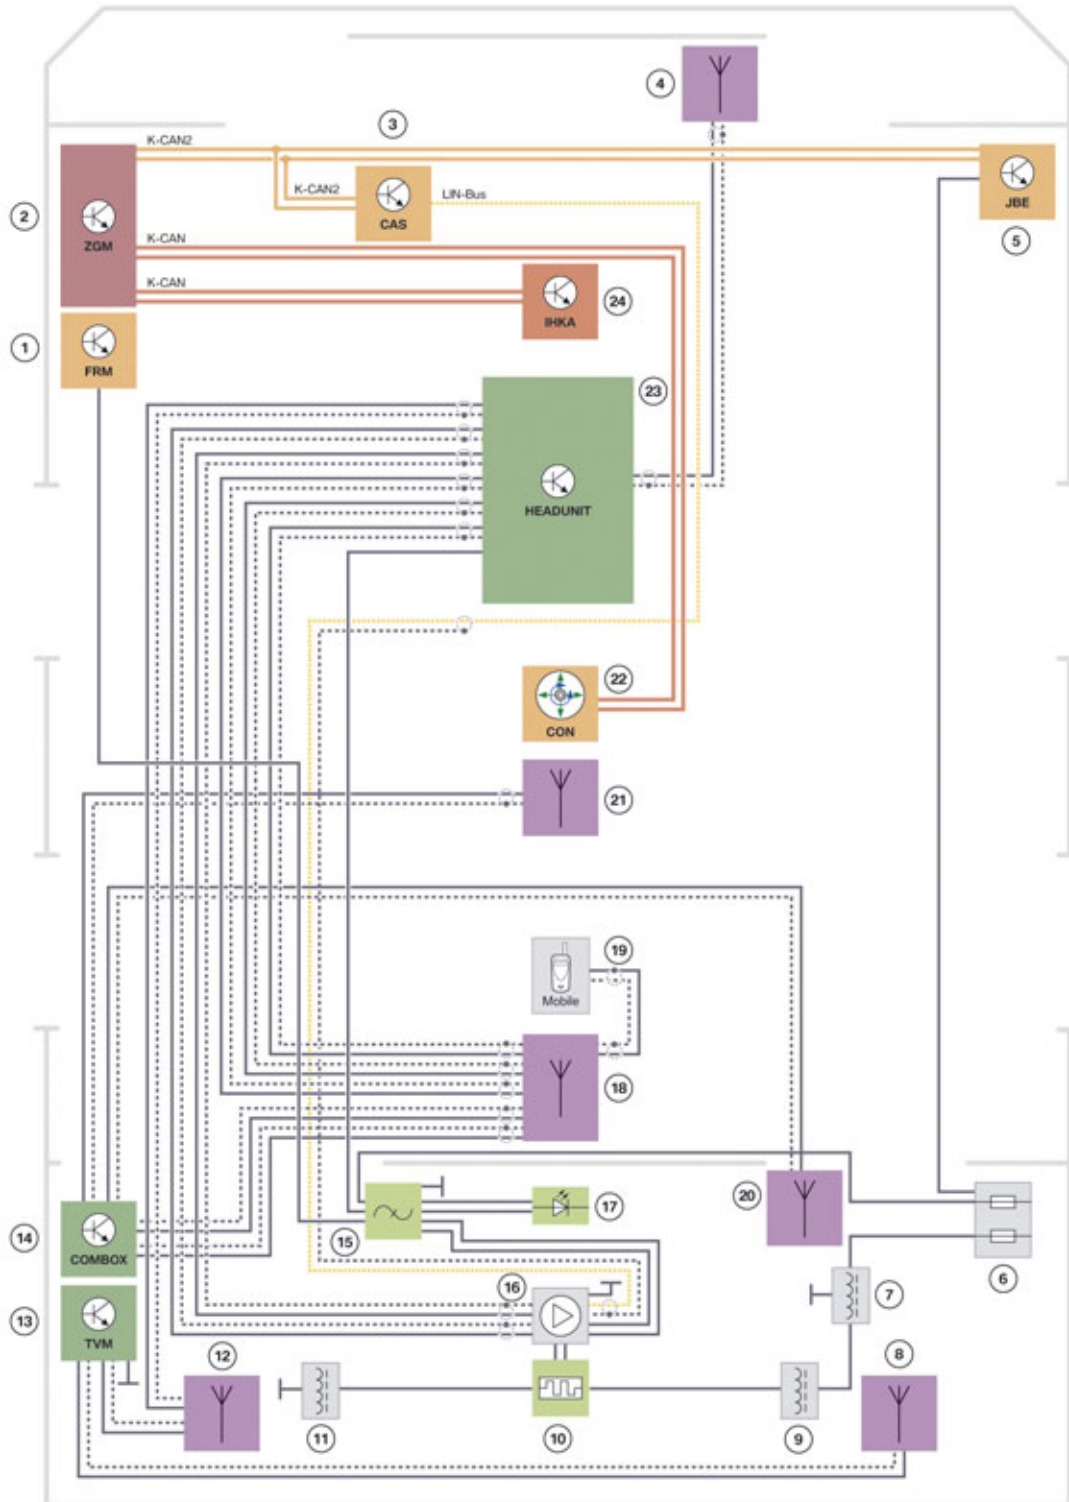 4
3
K-CAN2
K-CAN2
LIN-Bus
CAS
JBE
2
ZGM
5
K-CAN
K-CAN
IHKA
24
1
FRM
23
HEADUNIT
22
CON
21
19
Mobile
18
20
17
14
COMBOX
15
16
6
7
13
TVM
12
8
11
10
9